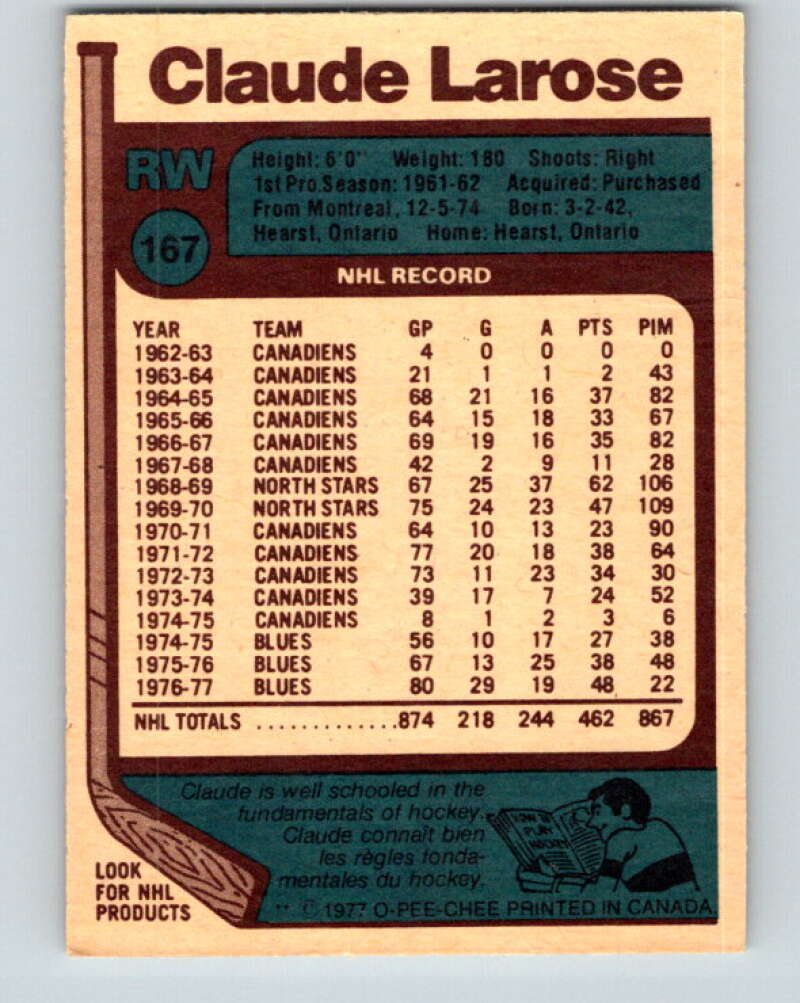 Claude Larose
RW
167
Height: 6'0" Weight: 180 Shoots: Right
1st Pro.Season: 1961-62 Acquired: Purchased
From Montreal, 12-5-74 Born: 3-2-42,
Hearst, Ontario Home: Hearst, Ontario
NHL RECORD
YEAR TEAM GP G A PTS PIM
1962-63 CANADIENS 4 0 0 0 0
1963-64 CANADIENS 21 1 1 2 43
1964-65 CANADIENS 68 21 16 37 82
1965-66 CANADIENS 64 15 18 33 67
1966-67 CANADIENS 69 19 16 35 82
1967-68 CANADIENS 42 2 9 11 28
1968-69 NORTH STARS 67 25 37 62 106
1969-70 NORTH STARS 75 24 23 47 109
1970-71 CANADIENS 64 10 13 23 90
1971-72 CANADIENS 77 20 18 38 64
1972-73 CANADIENS 73 11 23 34 30
1973-74 CANADIENS 39 17 7 24 52
1974-75 CANADIENS 8 1 2 3 6
1974-75 BLUES 56 10 17 27 38
1975-76 BLUES 67 13 25 38 48
1976-77 BLUES 80 29 19 48 22
NHL TOTALS .............874 218 244 462 867
Claude is well schooled in the
fundamentals of hockey.
Claude connaît bien
les règles fonda-
mentales du hockey.
HOW TO
PLAY
HOCKEY
LOOK
FOR NHL
PRODUCTS
** © 1977 O-PEE-CHEE PRINTED IN CANADA